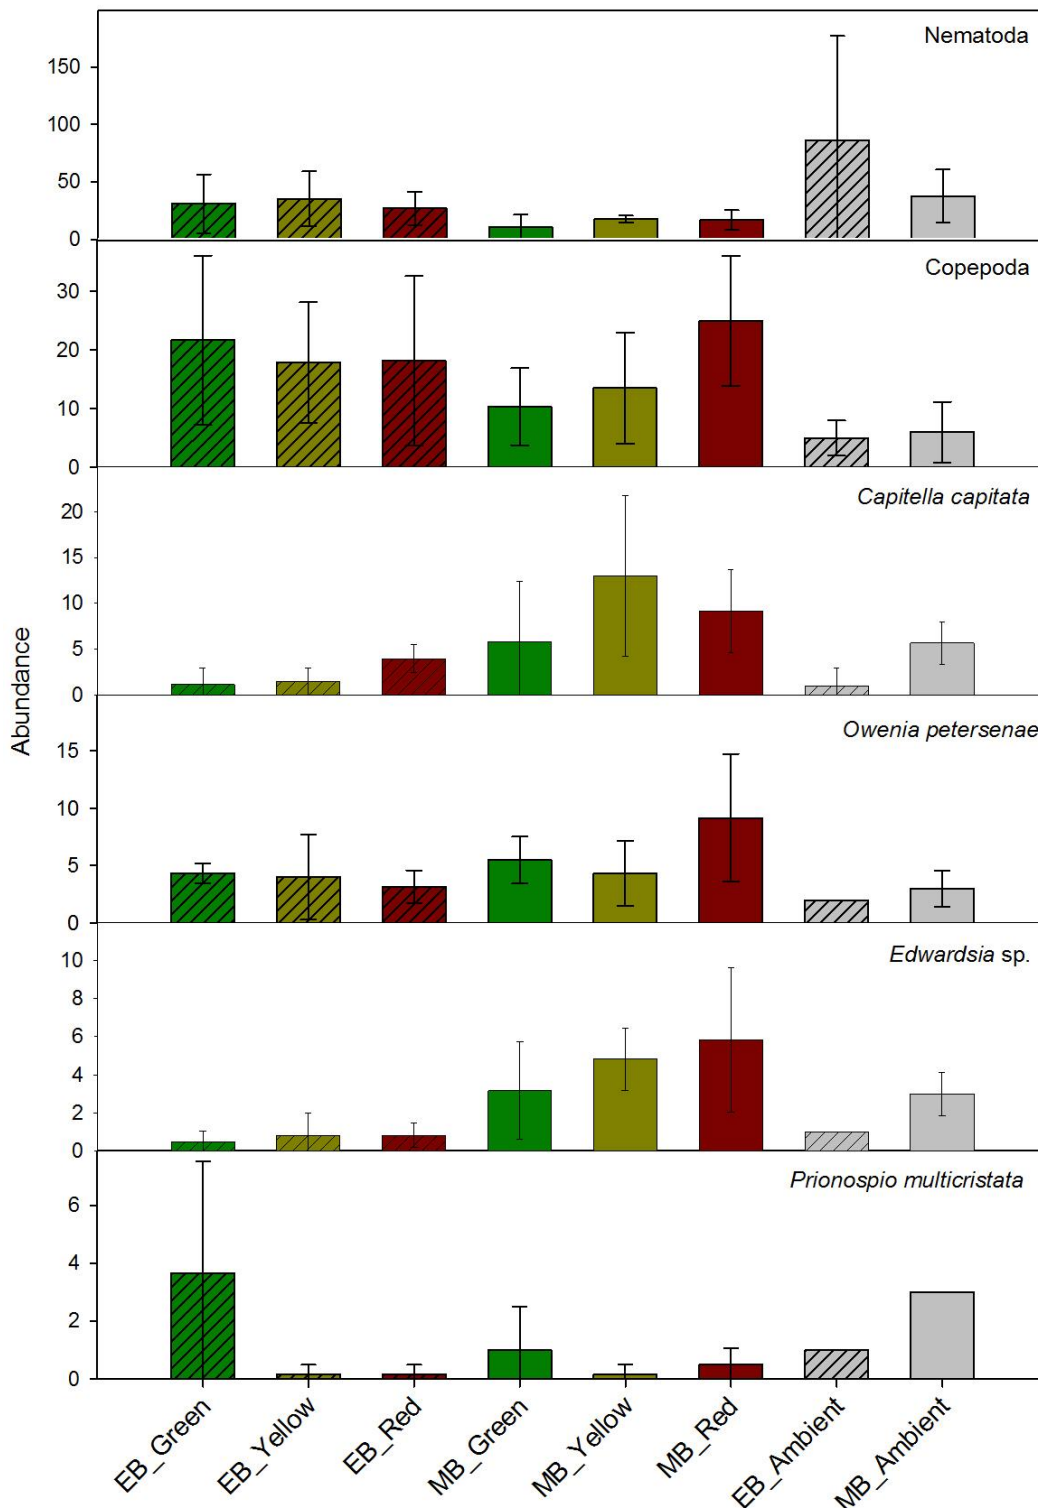 Nematoda
150
100
50
0
Copepoda
30
20
10
0
Capitella capitata
20
15
10
5
0
Abundance
Owenia petersenae
15
10
5
0
Edwardsia sp.
10
8
6
4
2
0
Prionospio multicristata
6
4
2
0
EB_Green
EB_Yellow
EB_Red
MB_Green
MB_Yellow
MB_Red
EB_Ambient
MB_Ambient